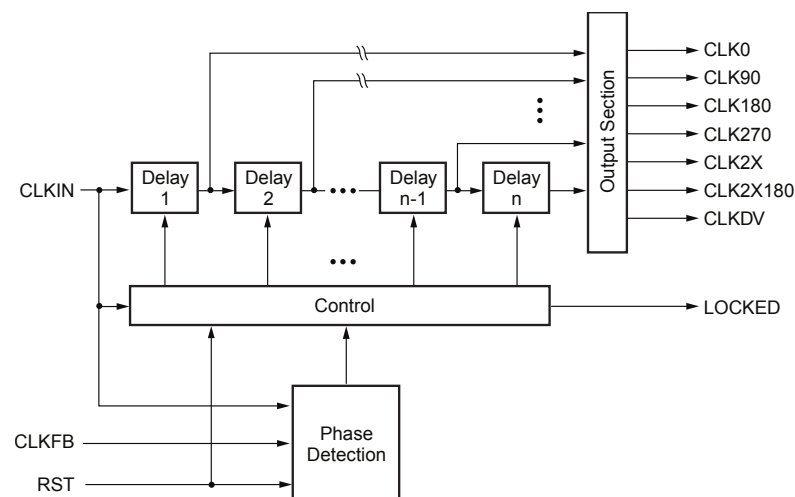 CLK0
CLK90
CLK180
CLK270
CLK2X
CLK2X180
CLKDV
Output Section
CLKIN
Delay
1
Delay
2
Delay
n-1
Delay
n
Control
LOCKED
CLKFB
RST
Phase
Detection